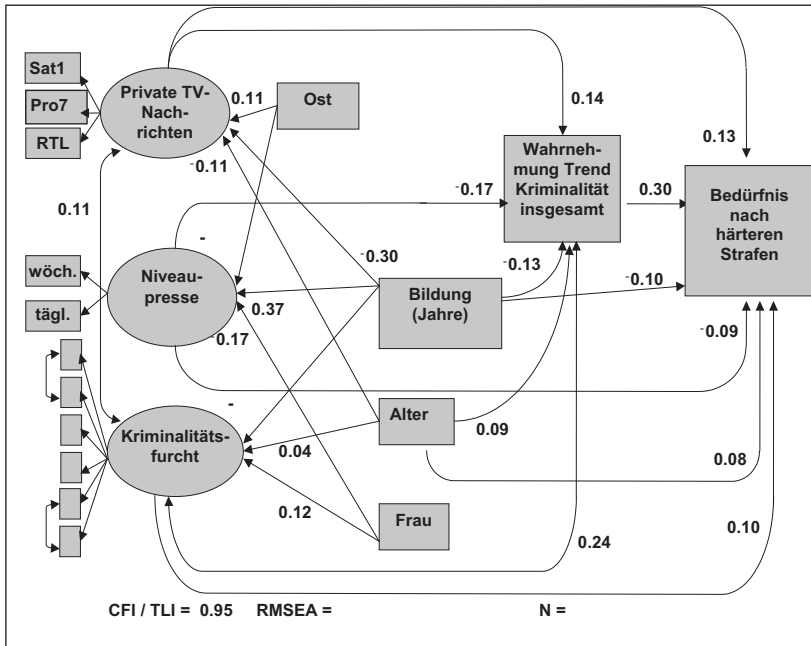 Sat1
Pro7
RTL
Private TV-
Nach-
richten
0.11
Ost
⁻0.11
0.11
0.14
0.13
Wahrneh-
mung Trend
Kriminalität
insgesamt
⁻0.17
0.30
Bedürfnis
nach
härteren
Strafen
-
-
wöch.
tägl.
Niveau-
presse
⁻0.30
0.37
⁻0.17
Bildung
(Jahre)
⁻0.13
⁻0.10
⁻0.09
-
Kriminalitäts-
furcht
Alter
0.04
0.09
0.08
0.12
Frau
0.24
0.10
CFI / TLI = 0.95 RMSEA = N =